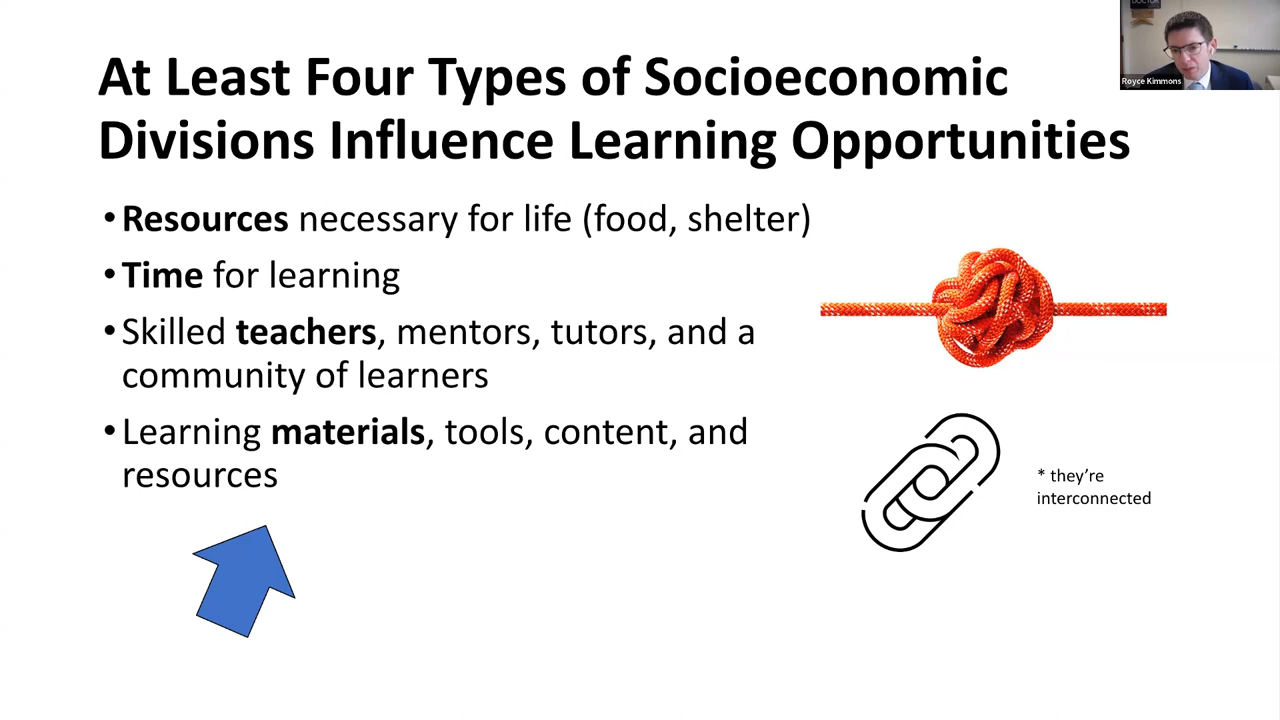 At Least Four Types of Socioeconomic
Divisions Influence Learning Opportunities
•Resources necessary for life (food, shelter)
•Time for learning
•Skilled teachers, mentors, tutors, and a
community of learners
•Learning materials, tools, content, and
resources
* they're
interconnected
Royce Kimmons